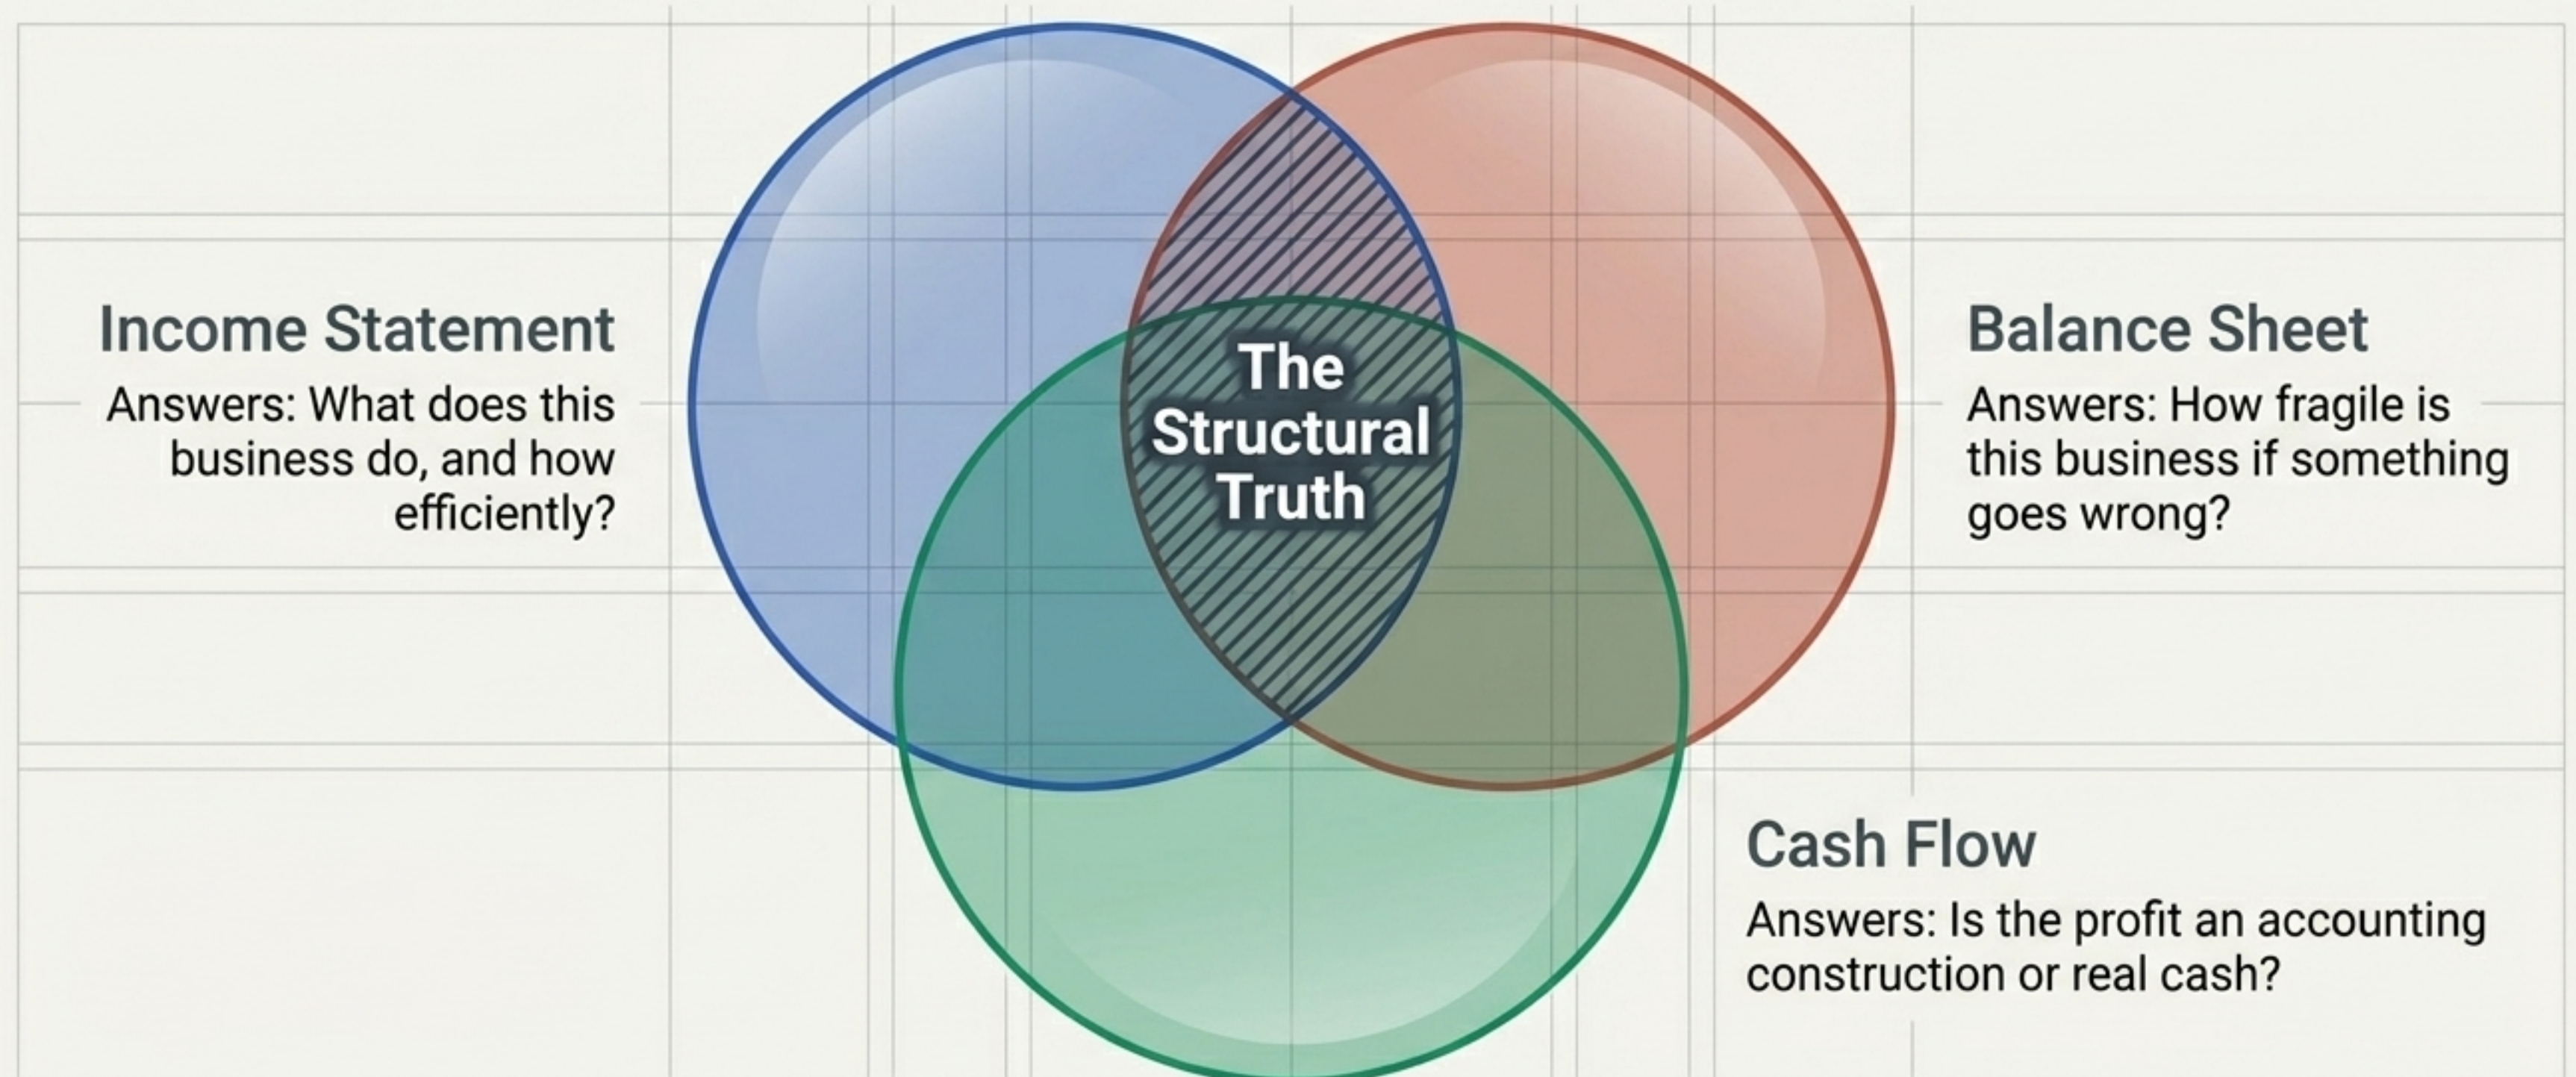 Income Statement
Answers: What does this
business do, and how
efficiently?
The
Structural
Truth
Balance Sheet
Answers: How fragile is
this business if something
goes wrong?
Cash Flow
Answers: Is the profit an accounting
construction or real cash?